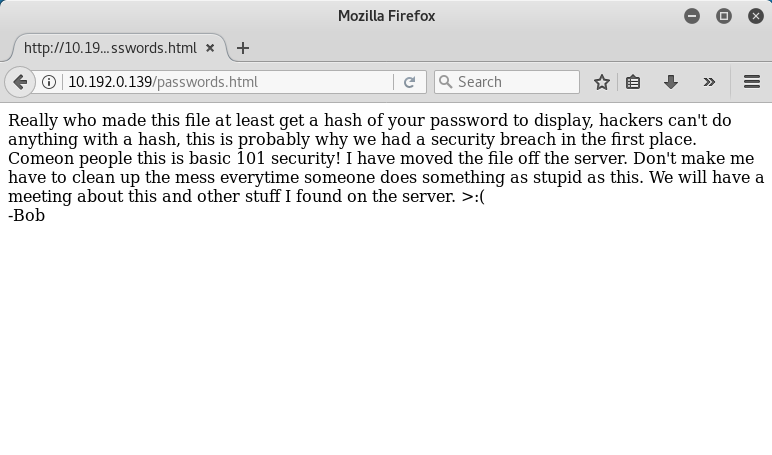 Mozilla Firefox
http://10.19...sswords.html
10.192.0.139/passwords.html
Search
Really who made this file at least get a hash of your password to display, hackers can't do
anything with a hash, this is probably why we had a security breach in the first place.
Comeon people this is basic 101 security! I have moved the file off the server. Don't make me
have to clean up the mess everytime someone does something as stupid as this. We will have a
meeting about this and other stuff I found on the server. >:(
-Bob